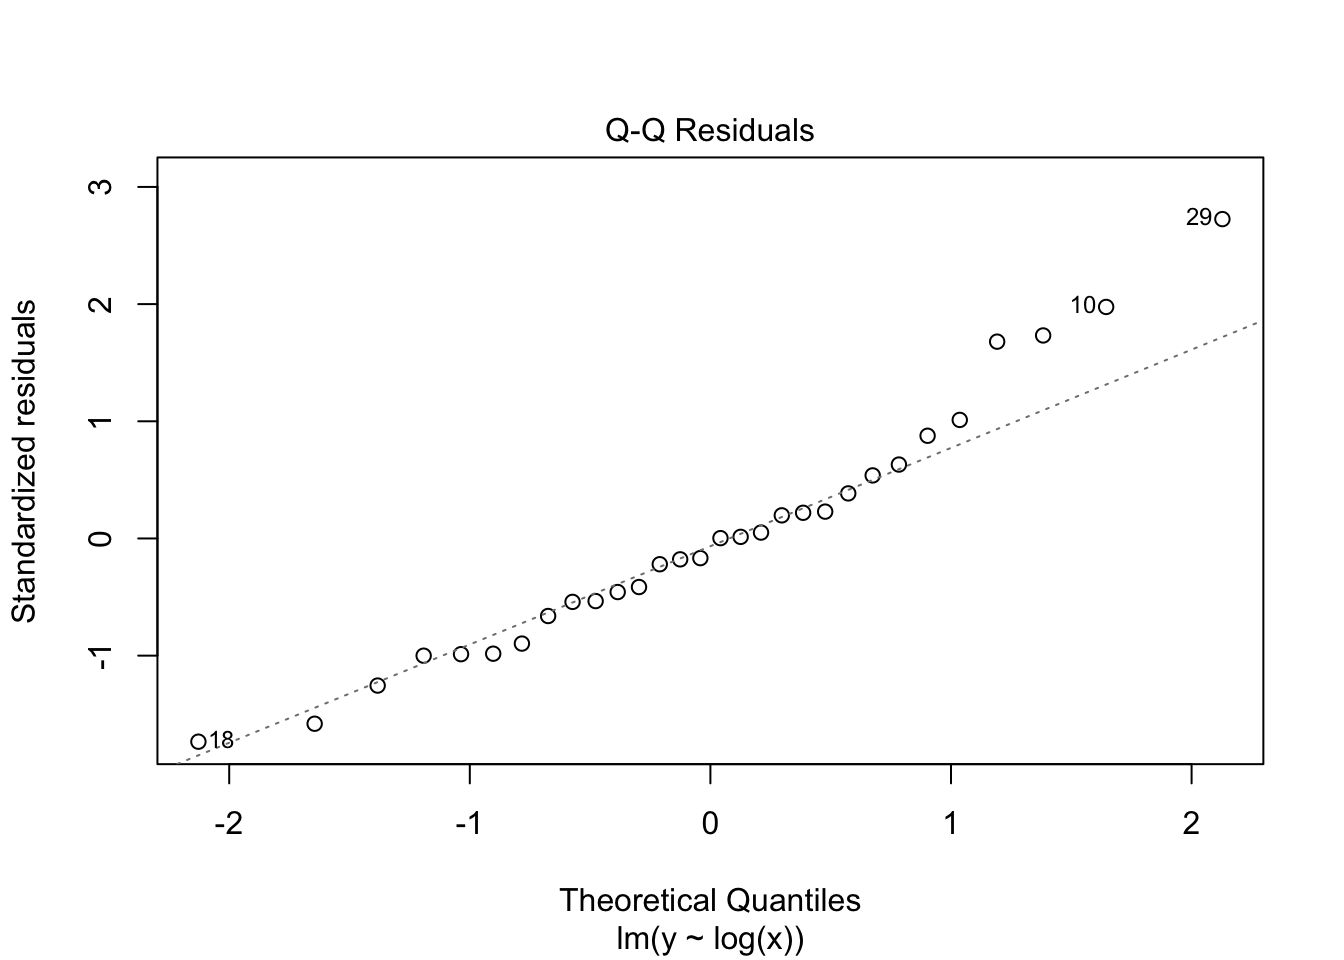 Q-Q Residuals
3
29
2
10
1
0
-1
18
Standardized residuals
-2 -1 0 1 2
Theoretical Quantiles
lm(y ~ log(x))